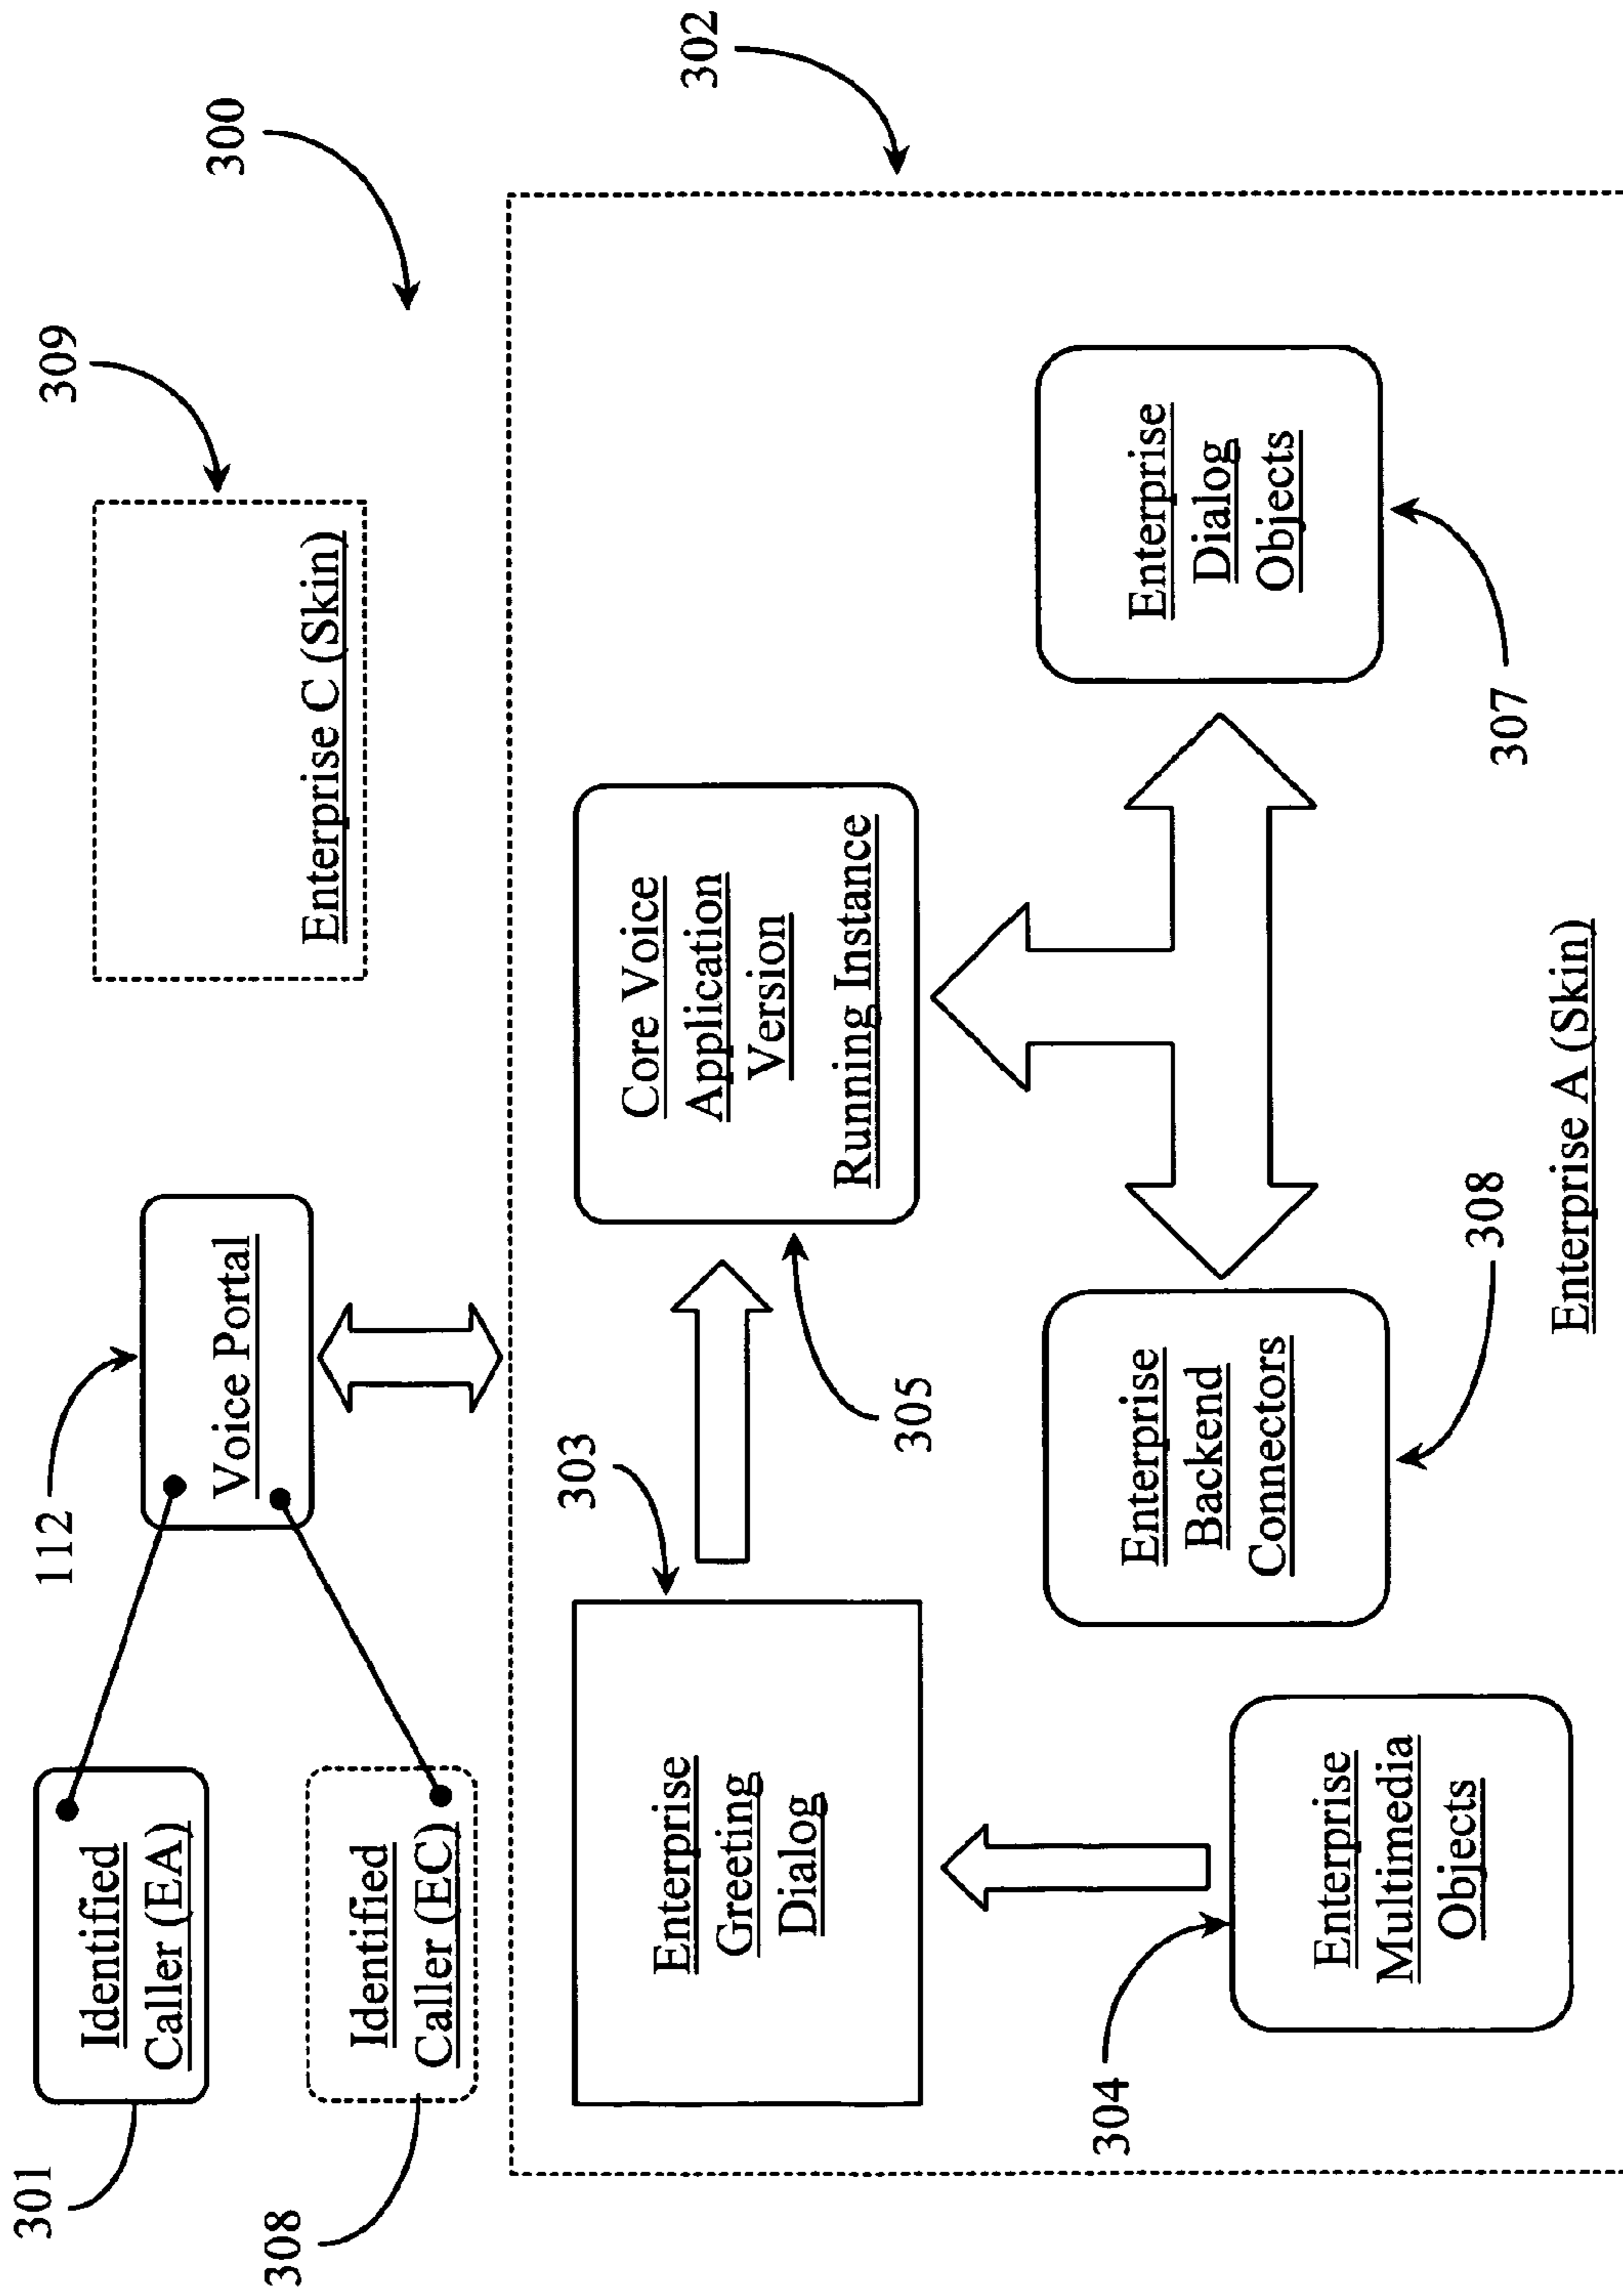 301
Identified
Caller (EA)
112
Voice Portal
309
Enterprise C (Skin)
300
308
Identified
Caller (EC)
302
303
Enterprise
Greeting
Dialog
305
Core Voice
Application
Version
Running Instance
304
Enterprise
Multimedia
Objects
Enterprise
Backend
Connectors
308
Enterprise
Dialog
Objects
307
Enterprise A (Skin)